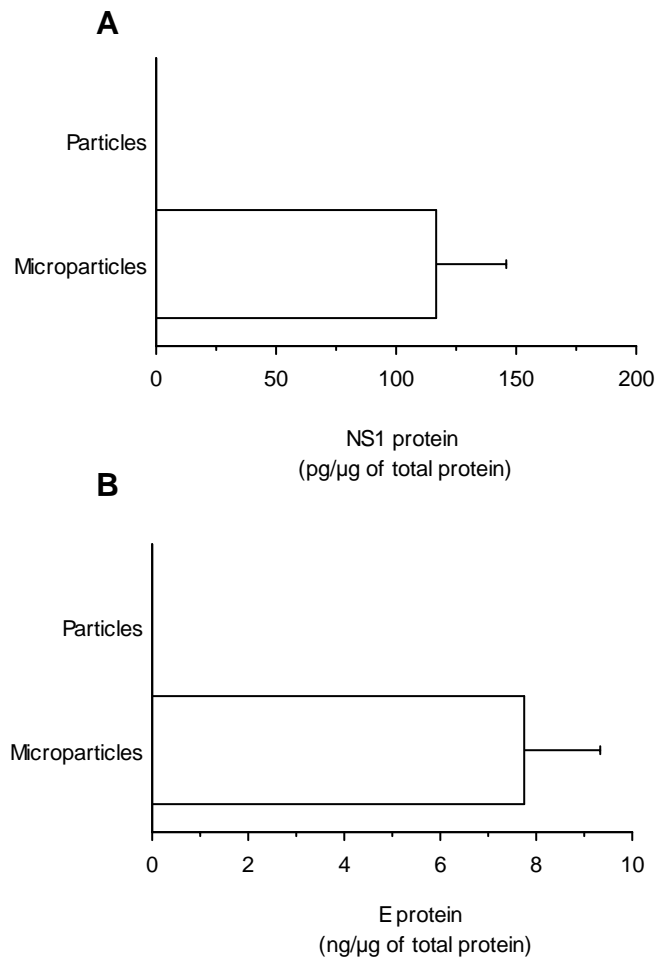 A
Particles
Microparticles
0 50 100 150 200
NS1 protein
(pg/µg of total protein)
B
Particles
Microparticles
0 2 4 6 8 10
E protein
(ng/µg of total protein)